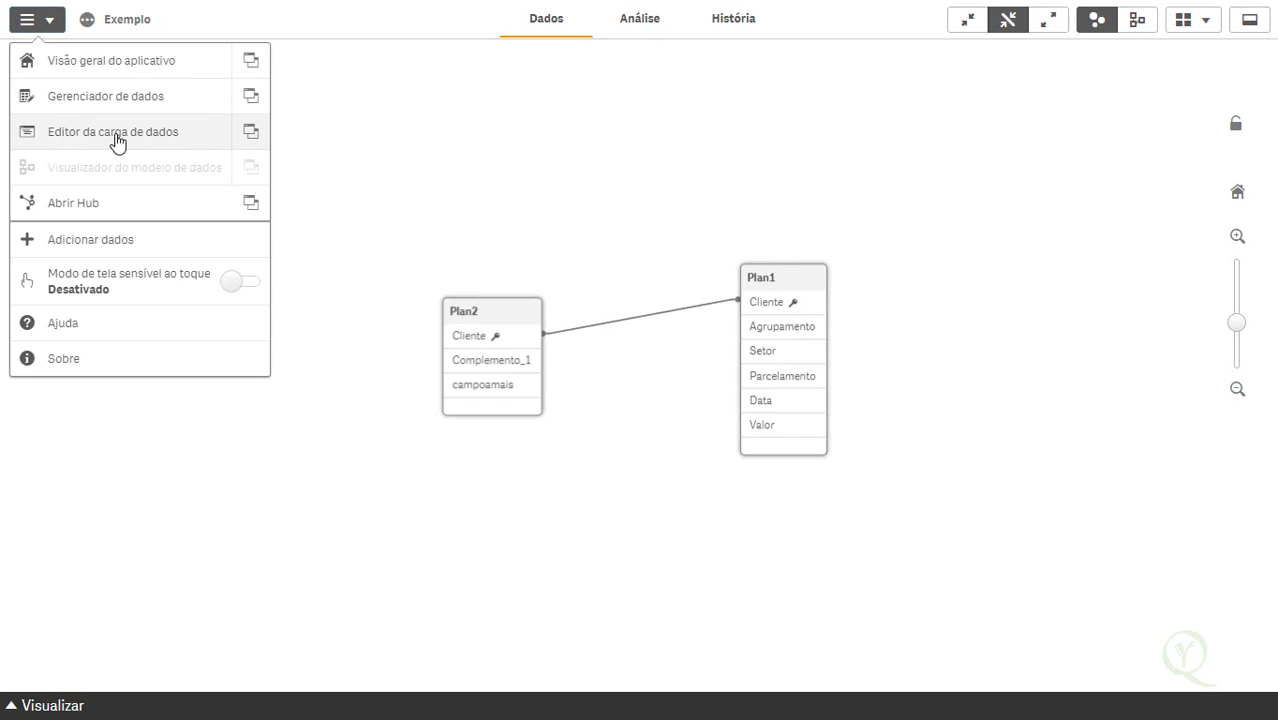 Exemplo
Dados
Análise
História
Visão geral do aplicativo
Gerenciador de dados
Editor da carga de dados
Visualizador do modelo de dados
Abrir Hub
Adicionar dados
Modo de tela sensível ao toque
Desativado
Ajuda
Sobre
Plan2
Cliente
Complemento_1
campoamais
Plan1
Cliente
Agrupamento
Setor
Parcelamento
Data
Valor
Visualizar